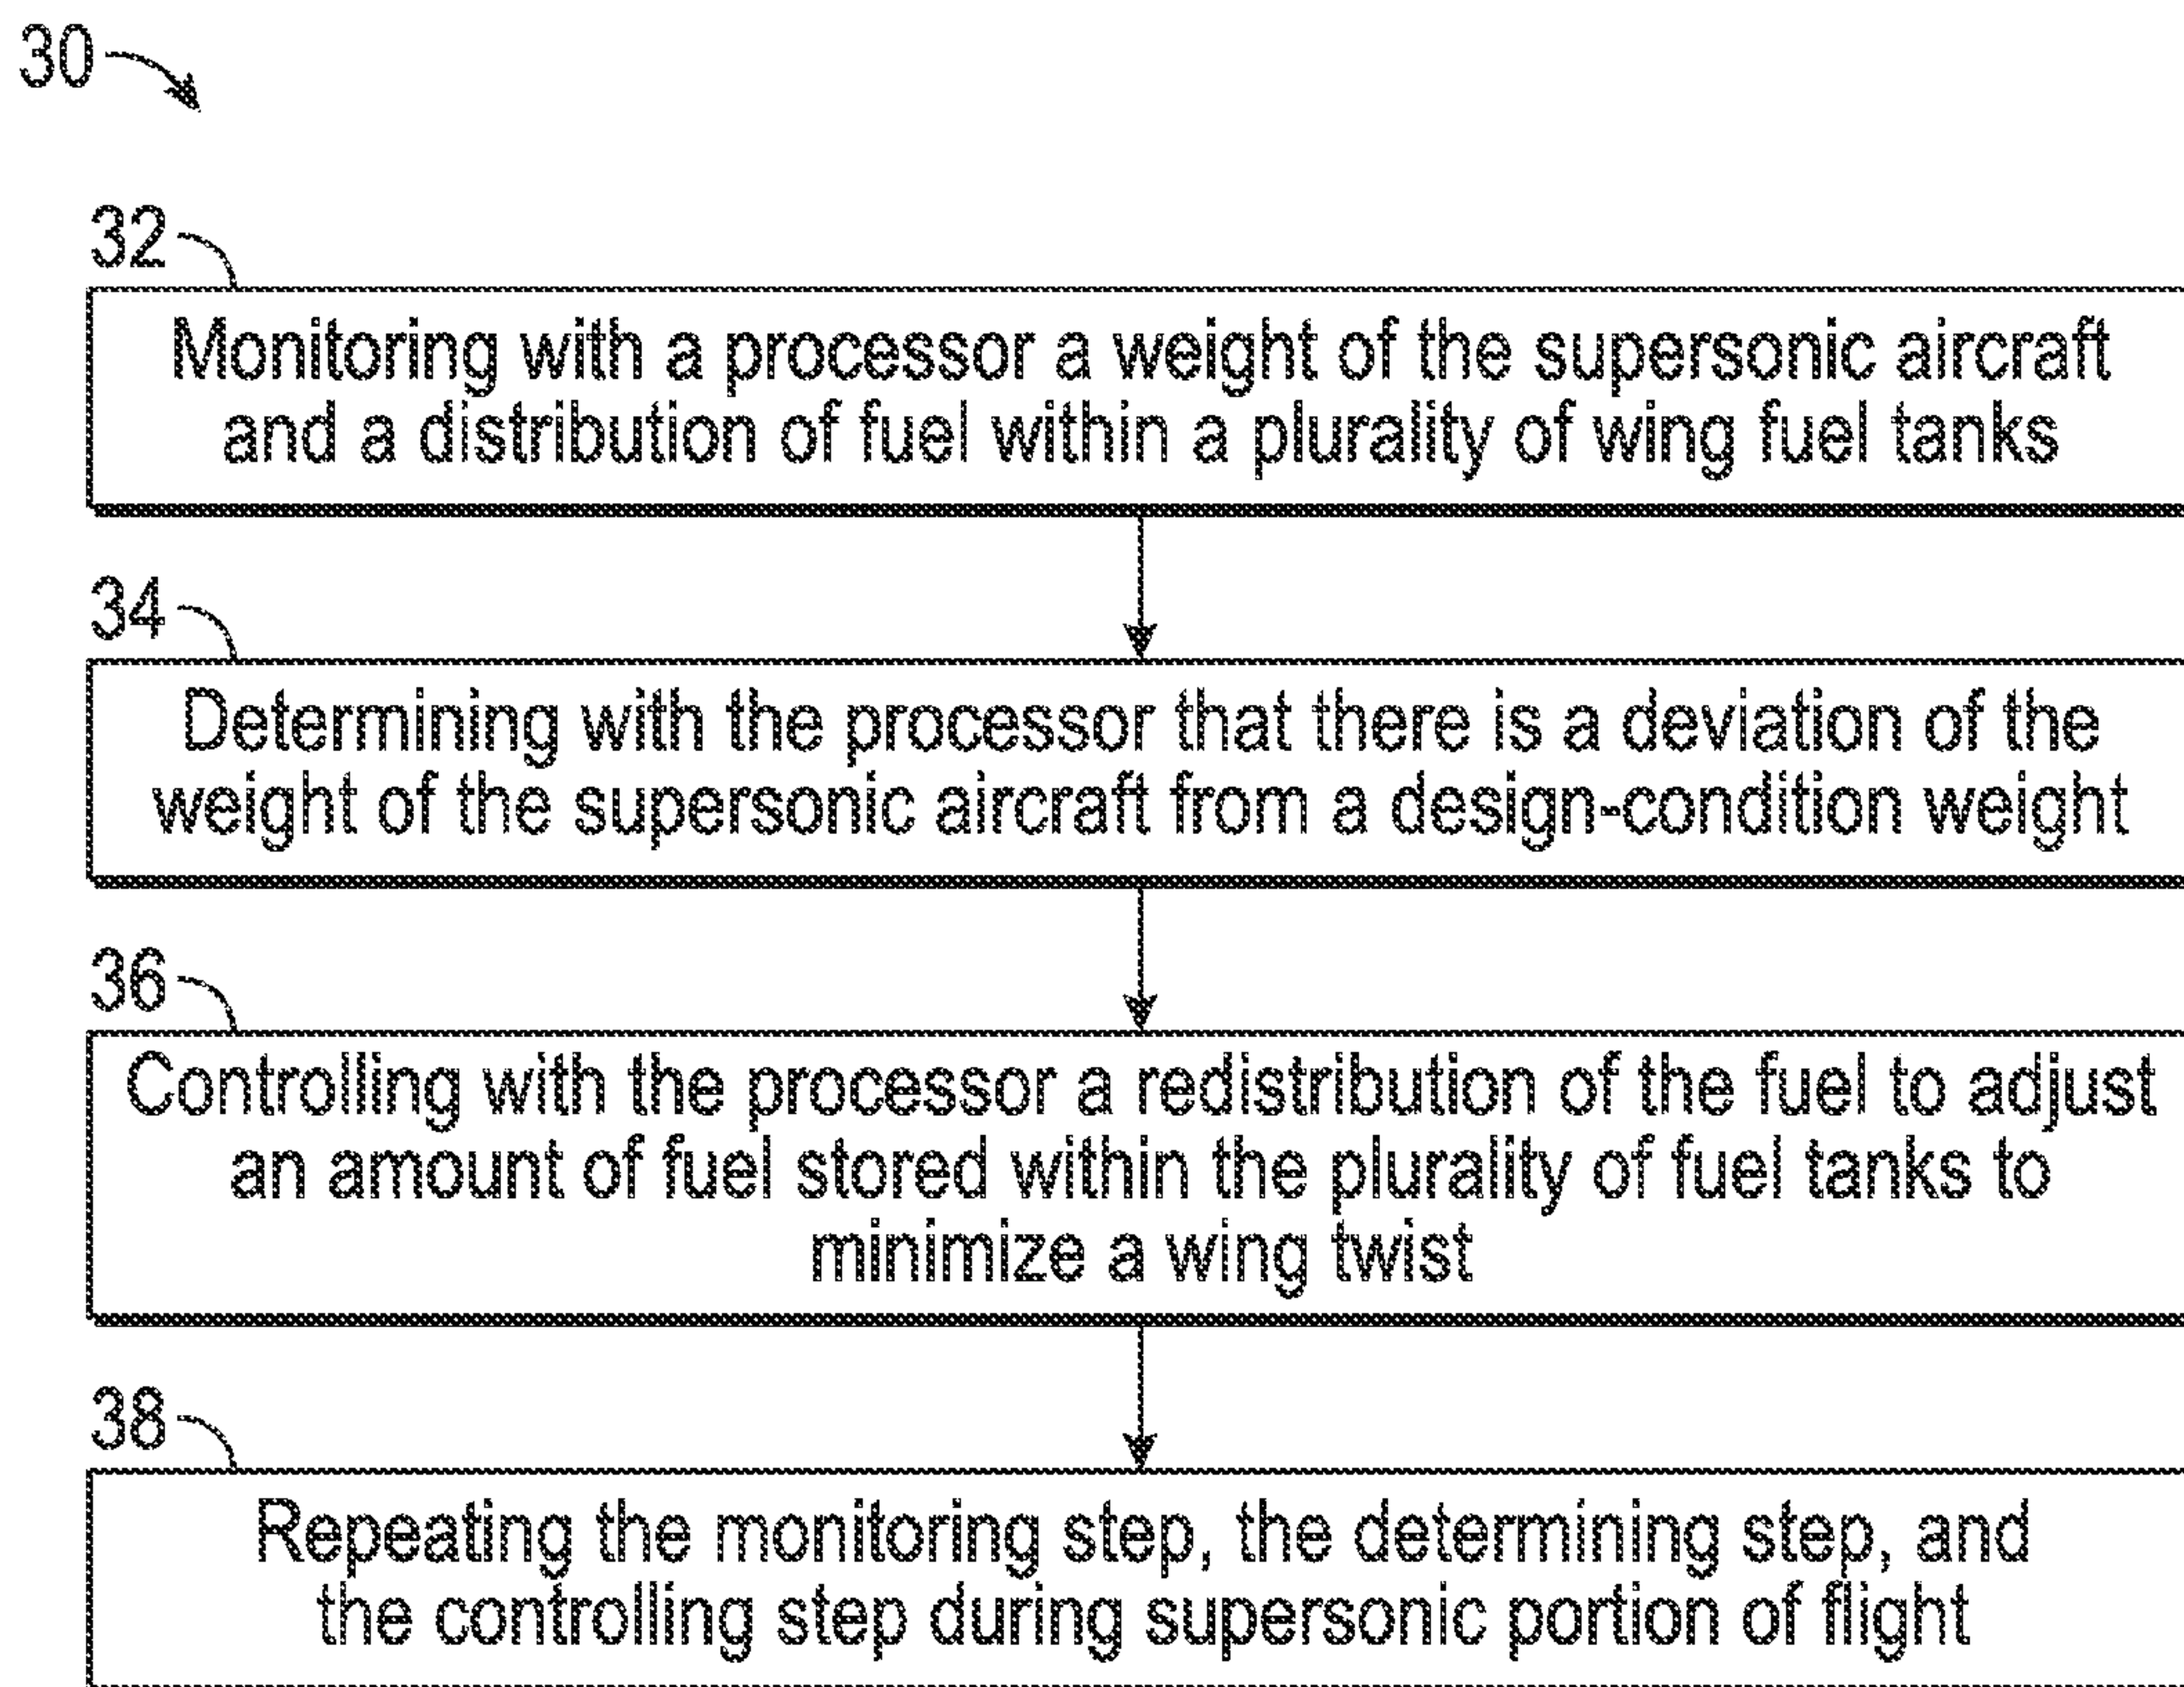 30
32
Monitoring with a processor a weight of the supersonic aircraft
and a distribution of fuel within a plurality of wing fuel tanks
34
Determining with the processor that there is a deviation of the
weight of the supersonic aircraft from a design-condition weight
36
Controlling with the processor a redistribution of the fuel to adjust
an amount of fuel stored within the plurality of fuel tanks to
minimize a wing twist
38
Repeating the monitoring step, the determining step, and
the controlling step during supersonic portion of flight